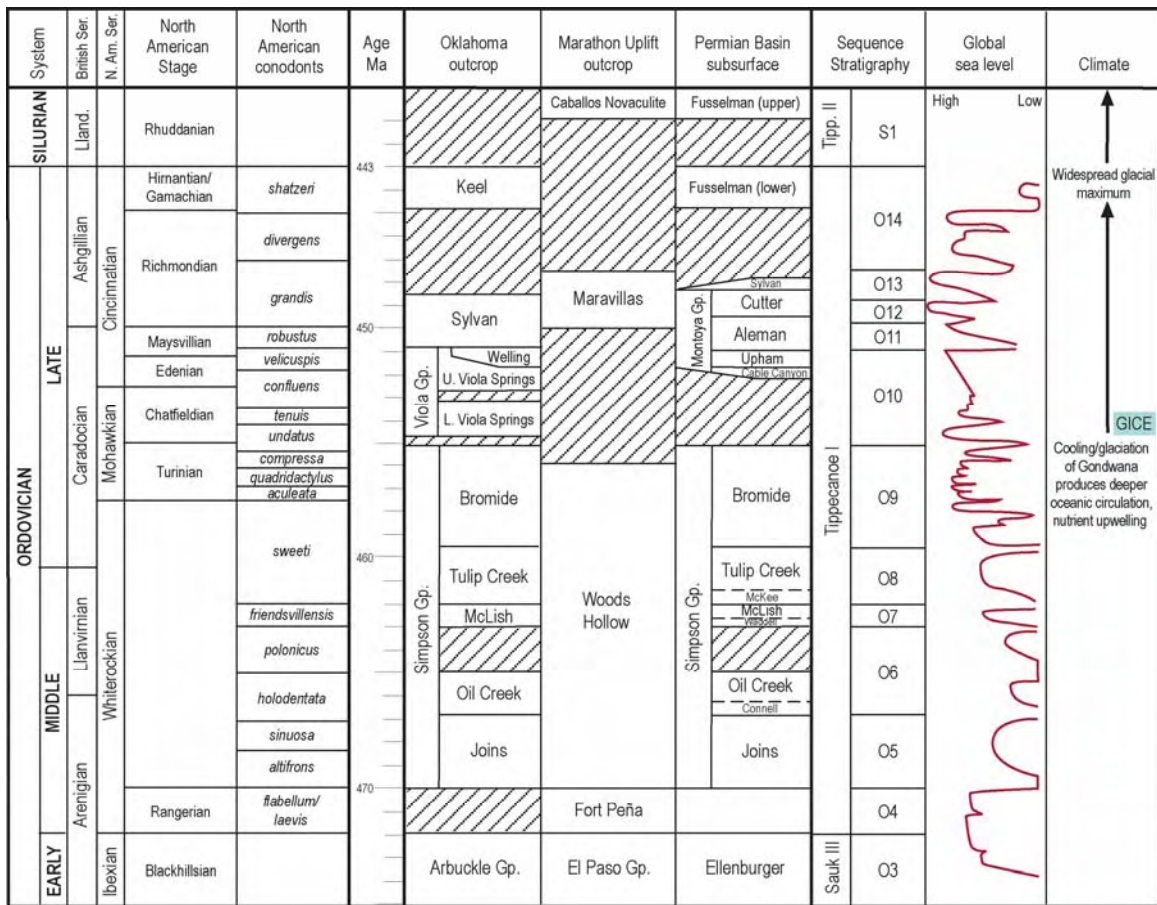 System
British Ser.
N. Am. Ser.
North
American
Stage
North
American
conodonts
Age
Ma
Oklahoma
outcrop
Marathon Uplift
outcrop
Permian Basin
subsurface
Sequence
Stratigraphy
Global
sea level
Climate
SILURIAN
ORDOVICIAN
LATE
MIDDLE
EARLY
Lland.
Ashgillian
Caradocian
Llanvirnian
Arenigian
Cincinnatian
Mohawkian
Whiterockian
Ibexian
Rhuddanian
Hirnantian/
Gamachian
Richmondian
Maysvillian
Edenian
Chatfieldian
Turinian
Rangerian
Blackhillsian
shatzeri
divergens
grandis
robustus
velicuspis
confluens
tenuis
undatus
compressa
quadridactylus
aculeata
sweeti
friendsvillensis
polonicus
holodentata
sinuosa
altifrons
flabellum/
laevis
443
450
460
470
Keel
Sylvan
Viola Gp.
Welling
U. Viola Springs
L. Viola Springs
Simpson Gp.
Bromide
Tulip Creek
McLish
Oil Creek
Joins
Arbuckle Gp.
Caballos Novaculite
Maravillas
Woods
Hollow
Fort Peña
El Paso Gp.
Fusselman (upper)
Fusselman (lower)
Sylvan
Montoya Gp.
Cutter
Aleman
Upham
Cable Canyon
Simpson Gp.
Bromide
Tulip Creek
McKee
McLish
Waddell
Oil Creek
Connell
Joins
Ellenburger
Tipp. II
Tippecanoe I
Sauk III
S1
O14
O13
O12
O11
O10
O9
O8
O7
O6
O5
O4
O3
High Low
Widespread glacial
maximum
GICE
Cooling/glaciation
of Gondwana
produces deeper
oceanic circulation,
nutrient upwelling